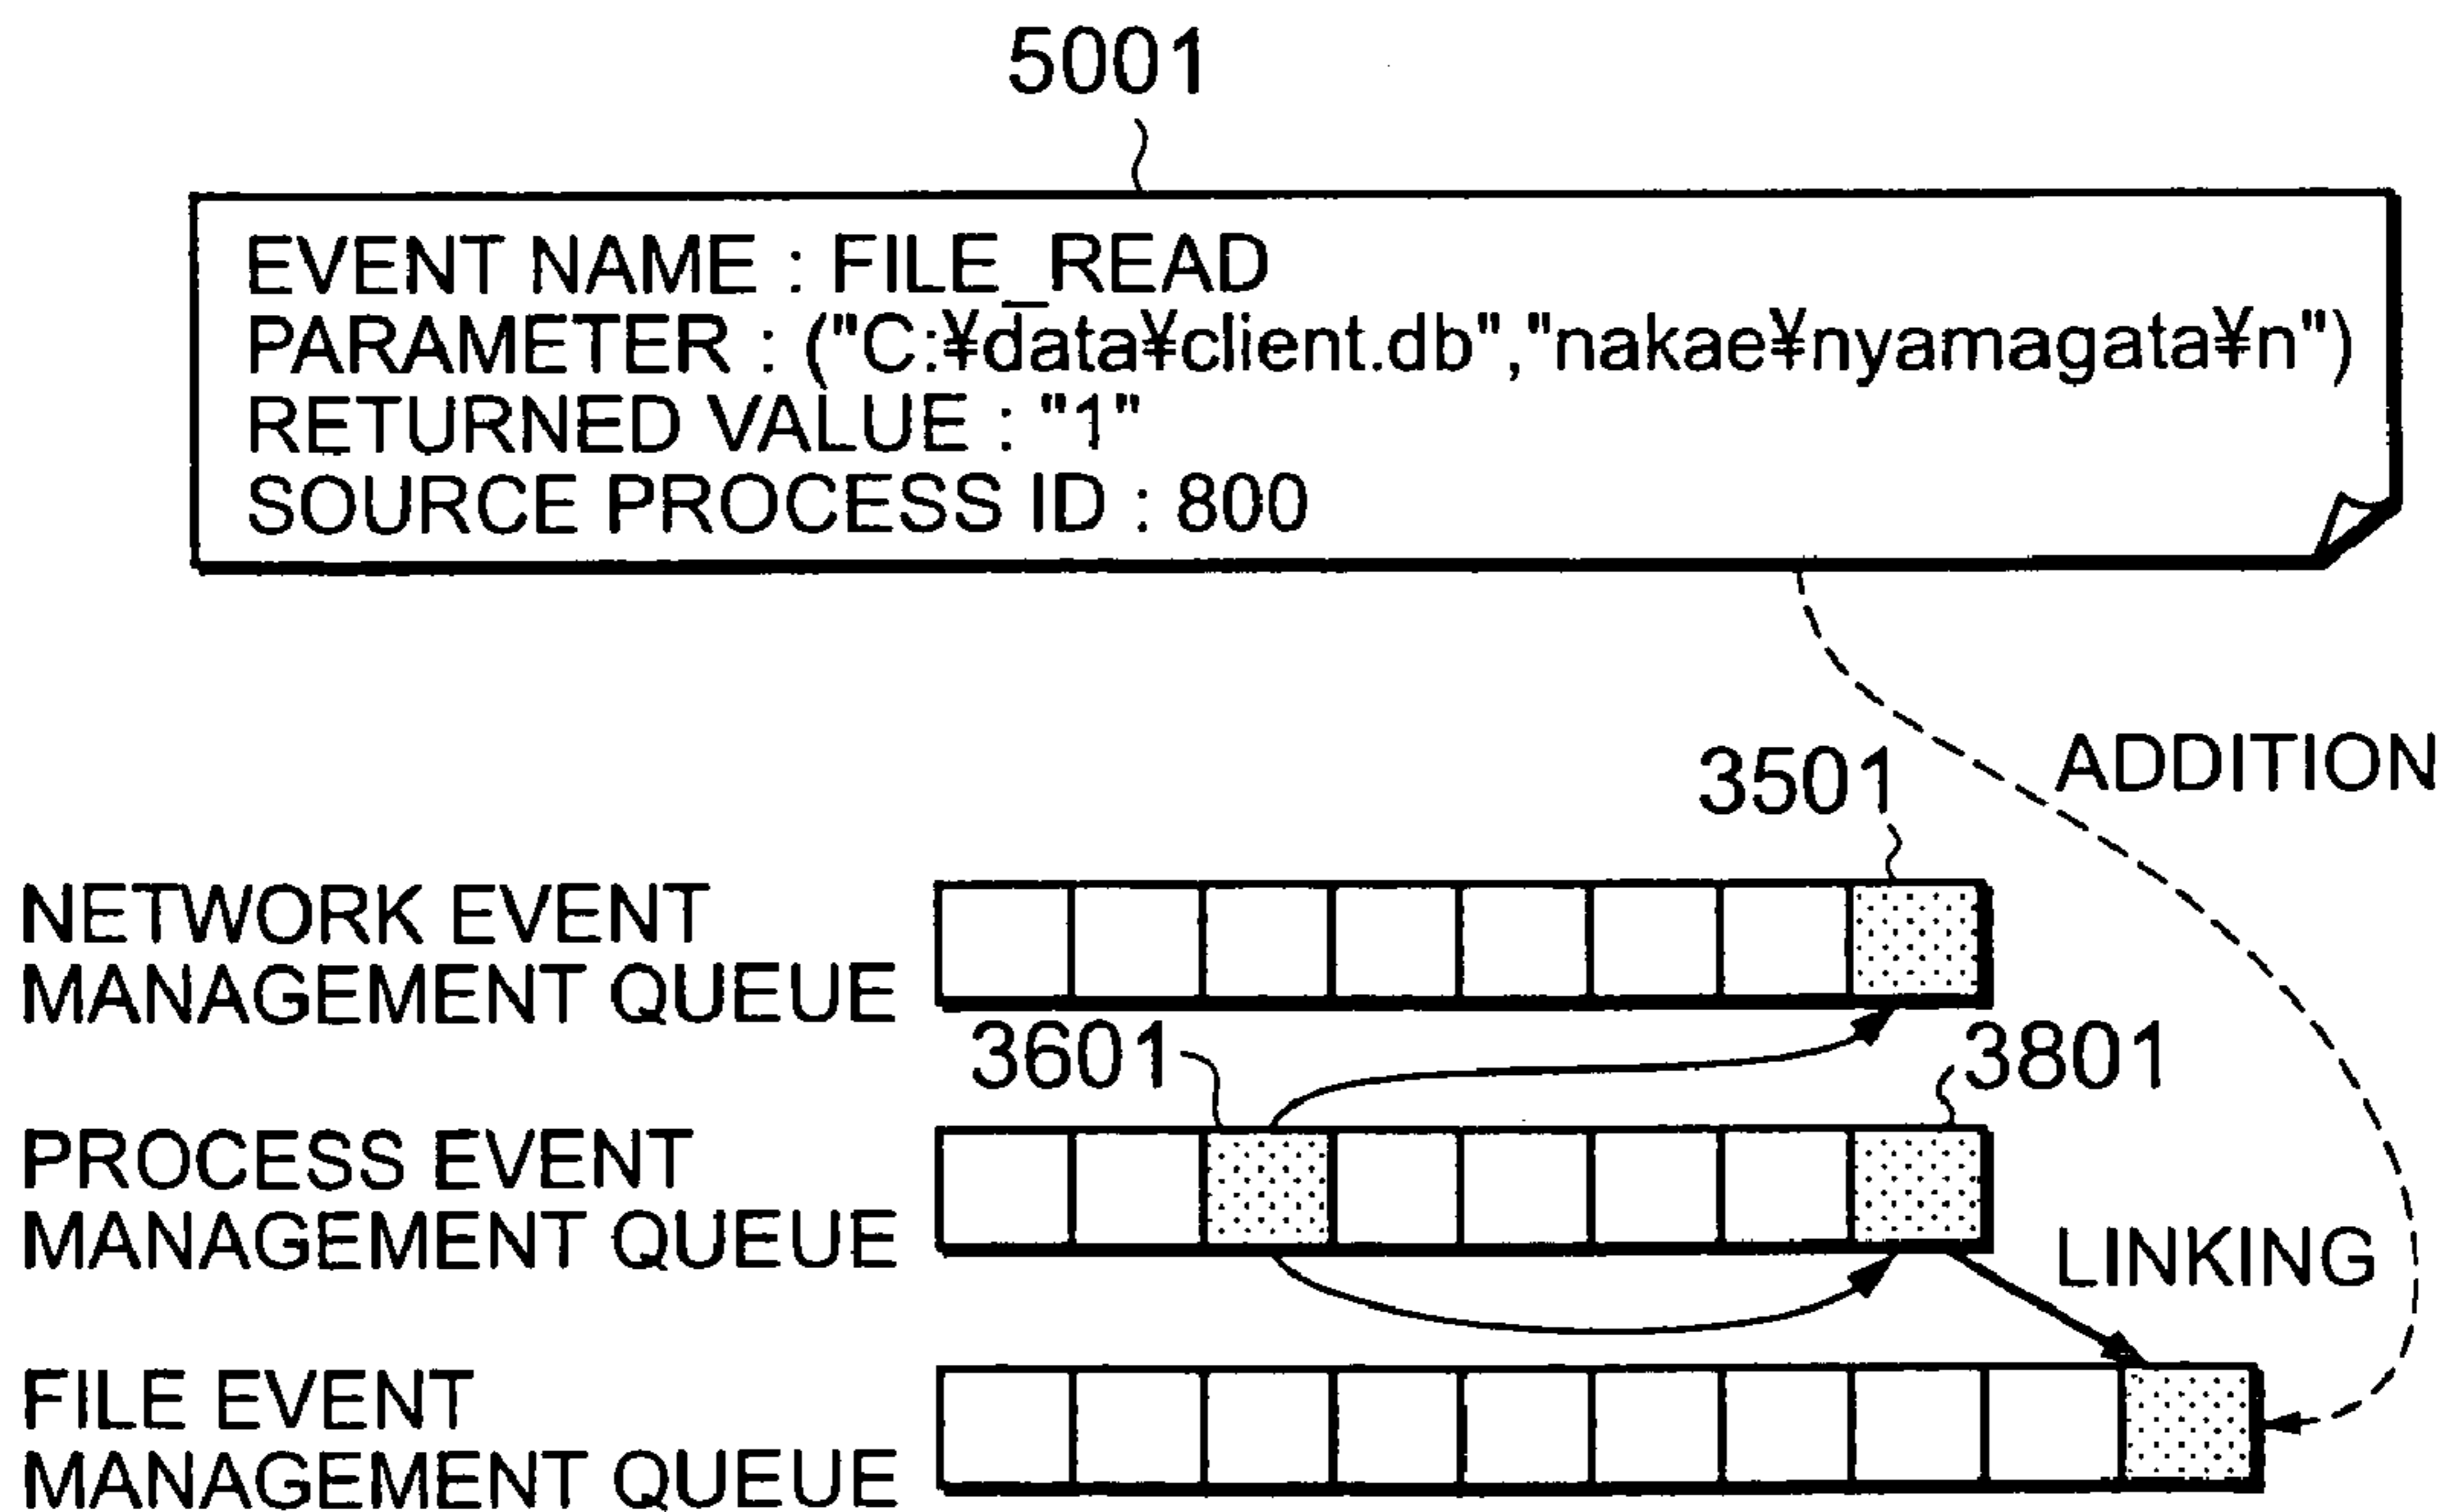 5001
EVENT NAME : FILE_READ
PARAMETER : ("C:¥data¥client.db","nakae¥nyamagata¥n")
RETURNED VALUE : "1"
SOURCE PROCESS ID : 800
ADDITION
3501
NETWORK EVENT
MANAGEMENT QUEUE
3601
3801
PROCESS EVENT
MANAGEMENT QUEUE
LINKING
FILE EVENT
MANAGEMENT QUEUE